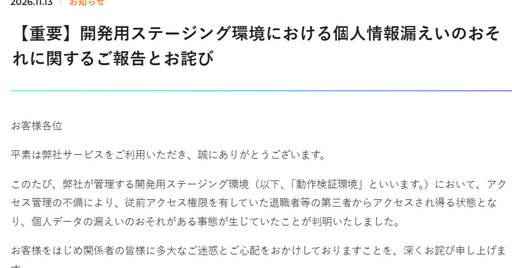 2026.11.13 お知らせ
【重要】開発用ステージング環境における個人情報漏えいのおそ
れに関するご報告とお詫び
お客様各位
平素は弊社サービスをご利用いただき、誠にありがとうございます。
このたび、弊社が管理する開発用ステージング環境（以下、「動作検証環境」といいます。）において、アク
セス管理の不備により、従前アクセス権限を有していた退職者等の第三者からアクセスされ得る状態とな
り、個人データの漏えいのおそれがある事態が生じていたことが判明いたしました。
お客様をはじめ関係者の皆様に多大なご迷惑とご心配をおかけしておりますことを、深くお詫び申し上げま
す。